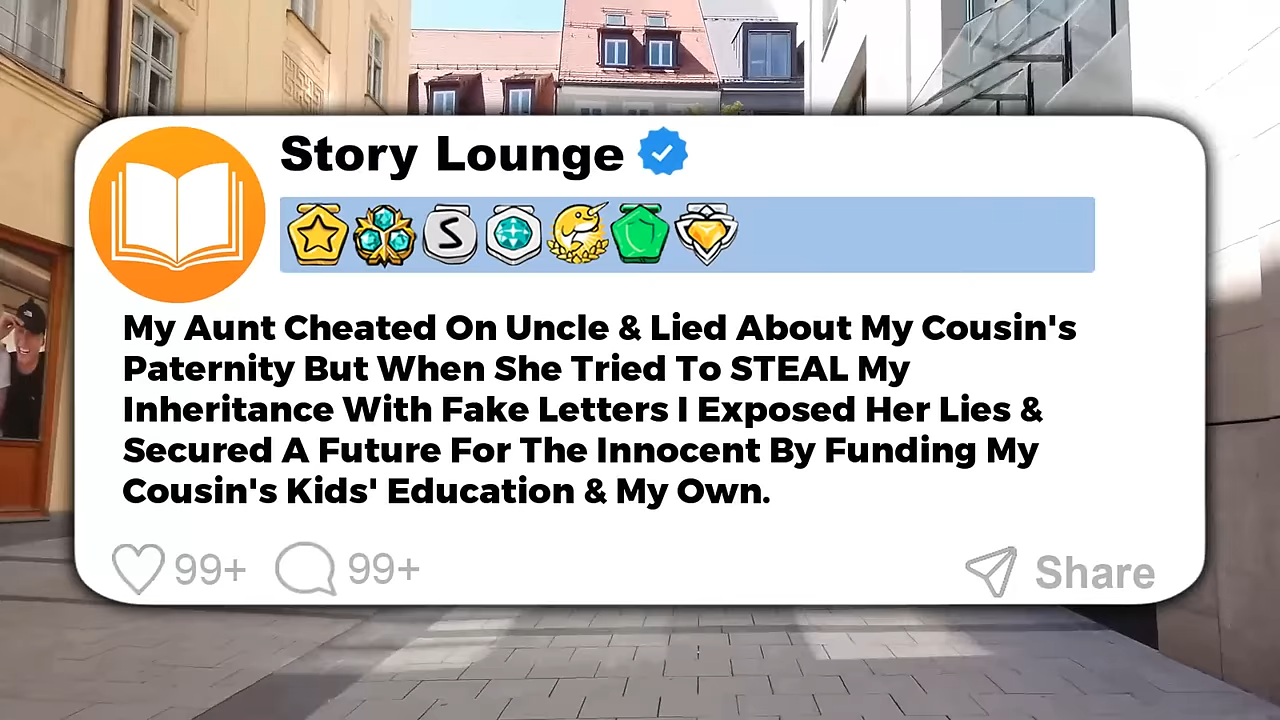 Story Lounge
S
My Aunt Cheated On Uncle & Lied About My Cousin's
Paternity But When She Tried To STEAL My
Inheritance With Fake Letters I Exposed Her Lies &
Secured A Future For The Innocent By Funding My
Cousin's Kids' Education & My Own.
99+ 99+ Share